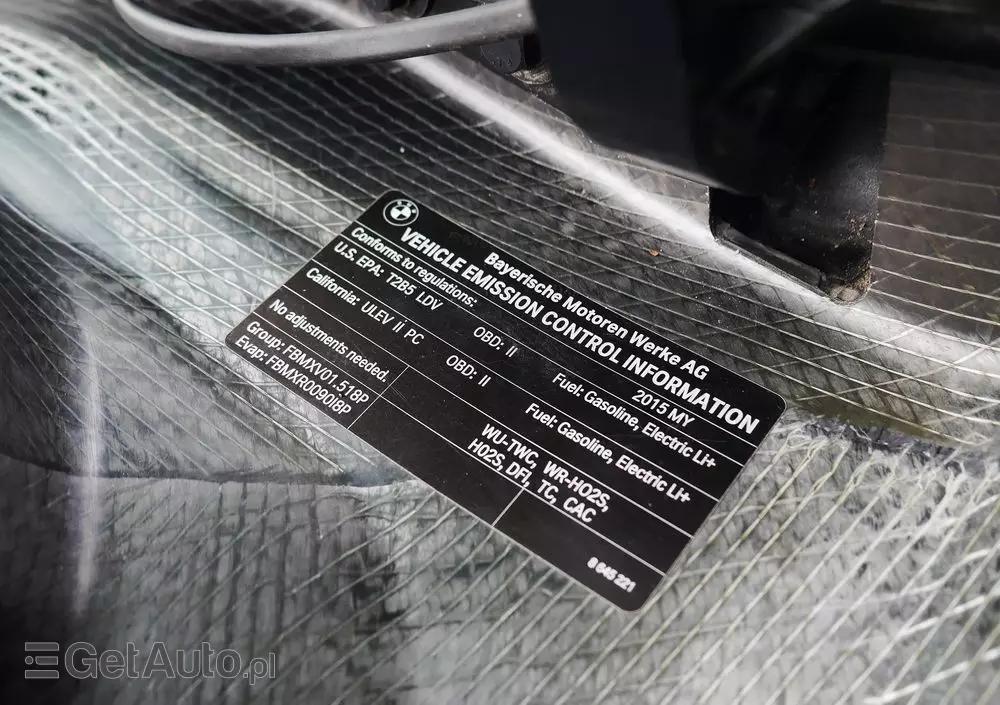 Bayerische Motoren Werke AG
VEHICLE EMISSION CONTROL INFORMATION
Conforms to regulations: 2015 MY
U.S. EPA: T2B5 LDV OBD: II Fuel: Gasoline, Electric Li+
California: ULEV II PC OBD: II Fuel: Gasoline, Electric Li+
No adjustments needed.
WU-TWC, WR-HO2S,
HO2S, DFI, TC, CAC
Group: FBMXV01.518P
Evap: FBMXR0090I8P
8 645 221
GetAuto.pl